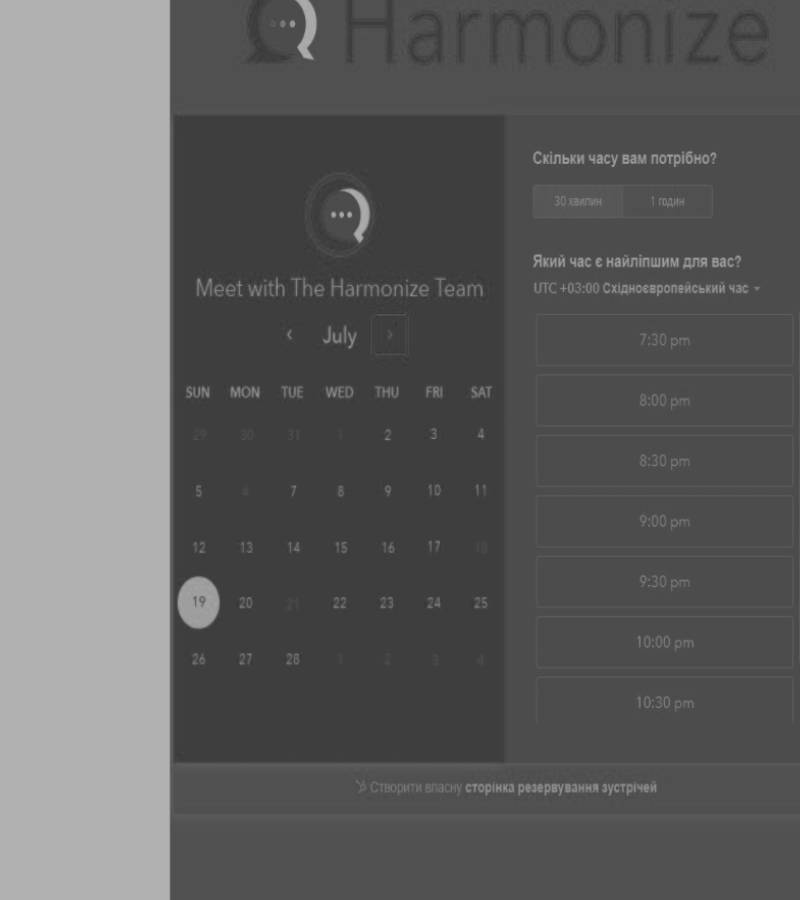 Harmonize
Meet with The Harmonize Team
July
SUN MON TUE WED THU FRI SAT
29 30 31 1 2 3 4
5 6 7 8 9 10 11
12 13 14 15 16 17 18
19 20 21 22 23 24 25
26 27 28 1 2 3 4
Скільки часу вам потрібно?
30 хвилин 1 годин
Який час є найліпшим для вас?
UTC +03:00 Східноєвропейський час
7:30 pm
8:00 pm
8:30 pm
9:00 pm
9:30 pm
10:00 pm
10:30 pm
Створити власну сторінка резервування зустрічей